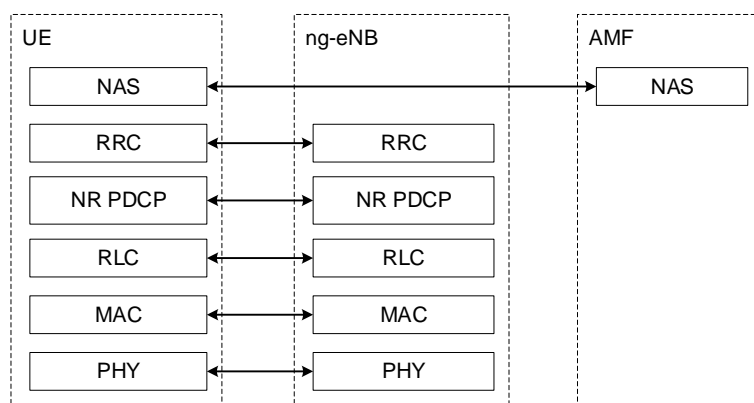 UE
ng-eNB
AMF
NAS
NAS
RRC
RRC
NR PDCP
NR PDCP
RLC
RLC
MAC
MAC
PHY
PHY